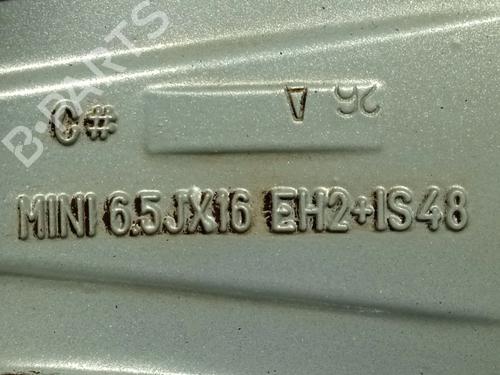 B-PARTS
26
C#
MINI 6.5JX16 EH2+IS48